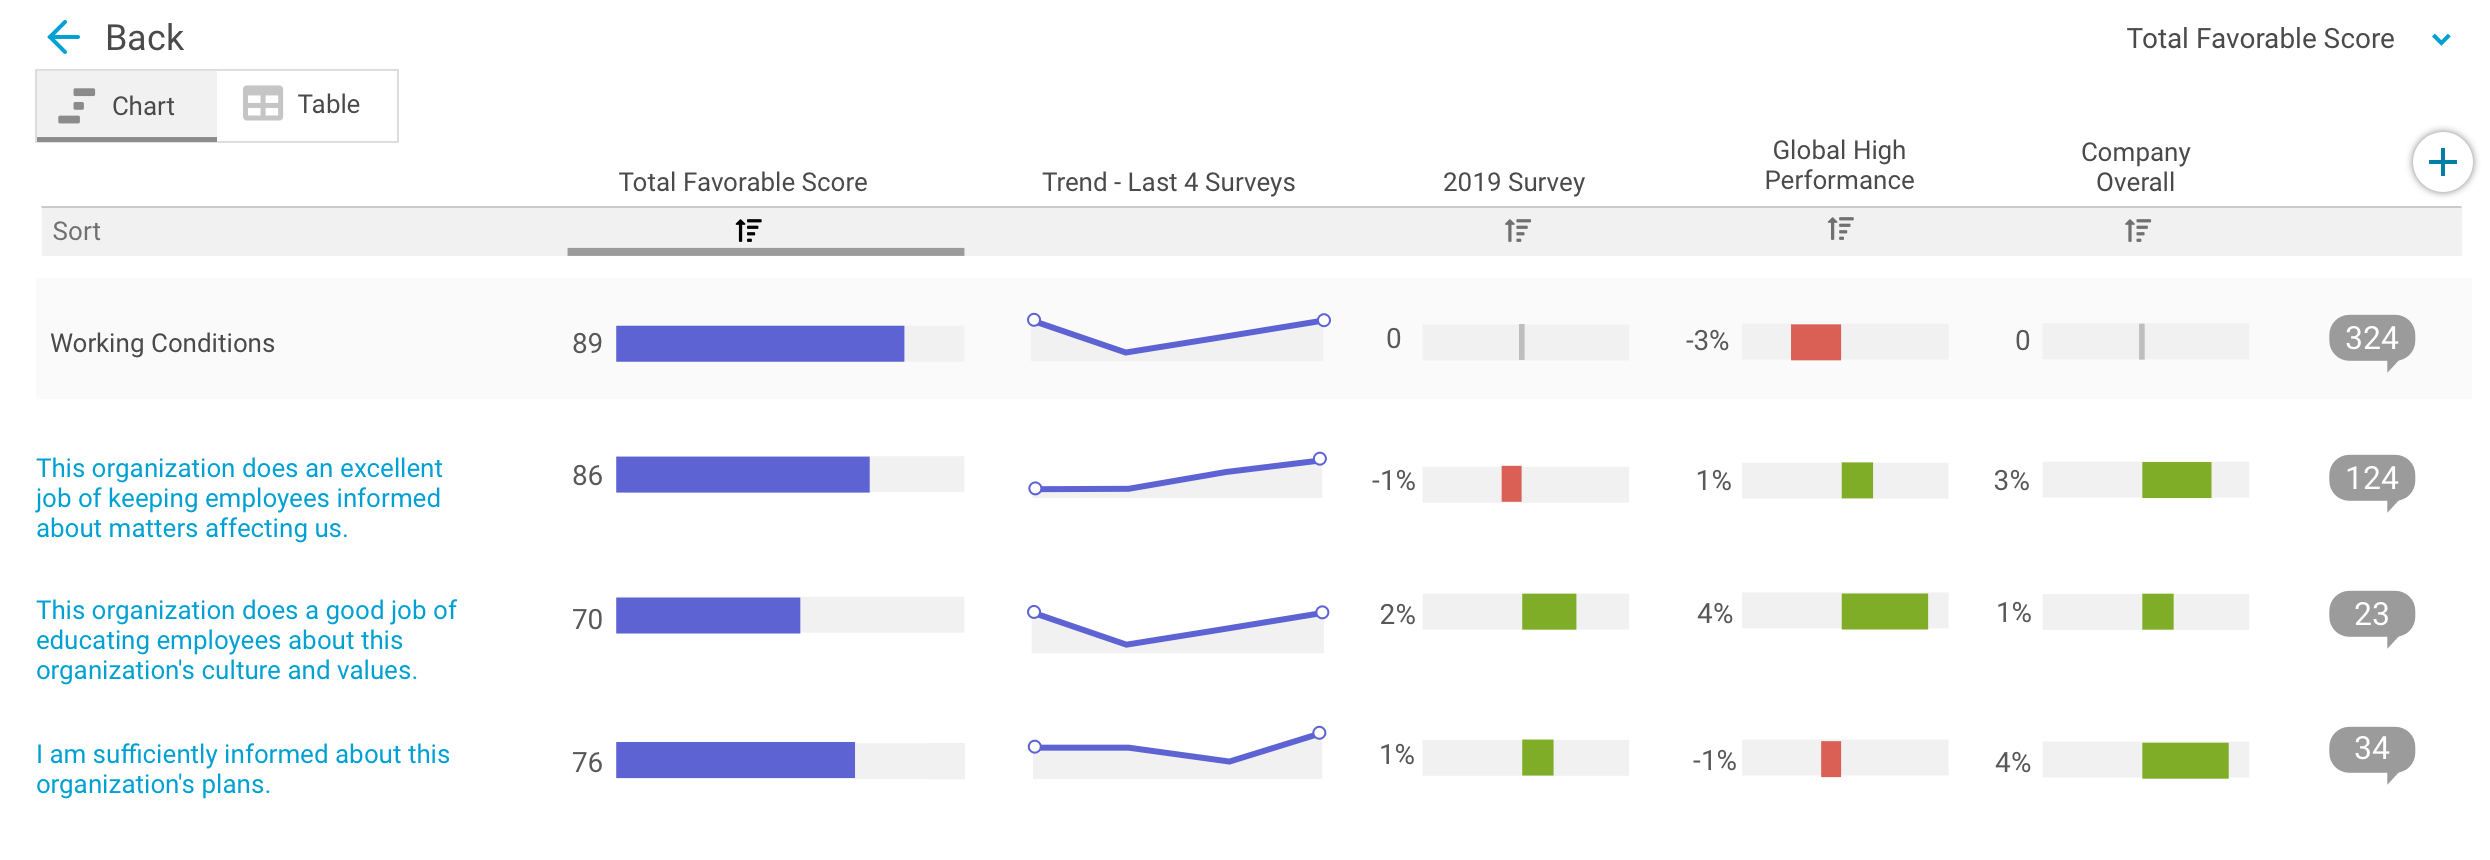 Back
Total Favorable Score
Chart
Table
Total Favorable Score
Trend - Last 4 Surveys
2019 Survey
Global High
Performance
Company
Overall
Sort
Working Conditions
89
0
-3%
0
324
This organization does an excellent
job of keeping employees informed
about matters affecting us.
86
-1%
1%
3%
124
This organization does a good job of
educating employees about this
organization's culture and values.
70
2%
4%
1%
23
I am sufficiently informed about this
organization's plans.
76
1%
-1%
4%
34